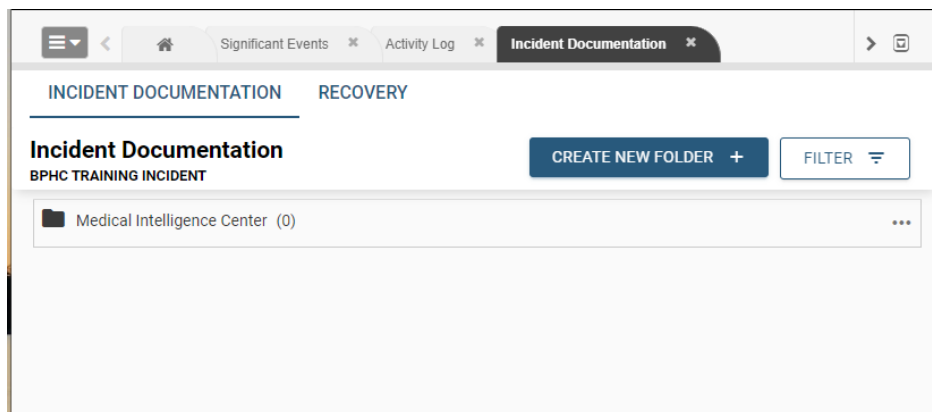 Significant Events Activity Log Incident Documentation
INCIDENT DOCUMENTATION RECOVERY
Incident Documentation
BPHC TRAINING INCIDENT
CREATE NEW FOLDER +
FILTER
Medical Intelligence Center (0)